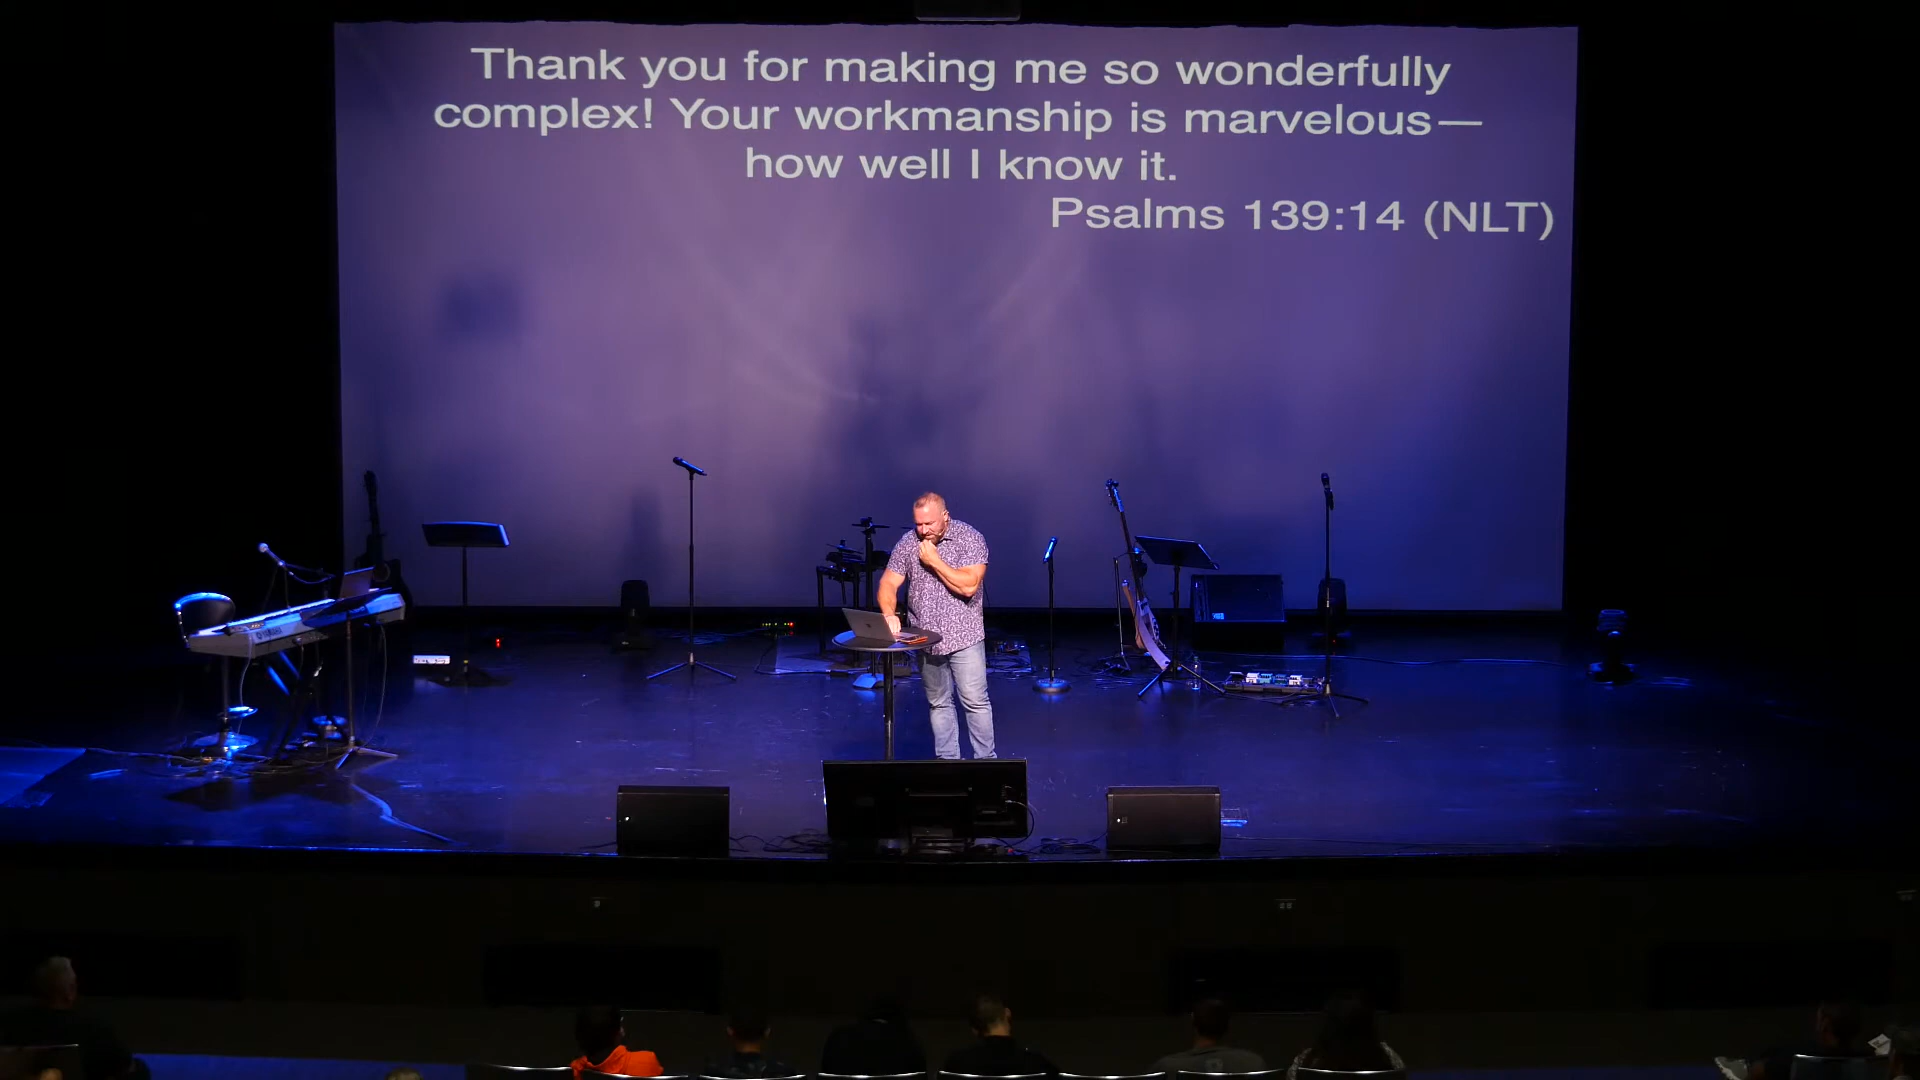 Thank you for making me so wonderfully
complex! Your workmanship is marvelous—
how well I know it.
Psalms 139:14 (NLT)